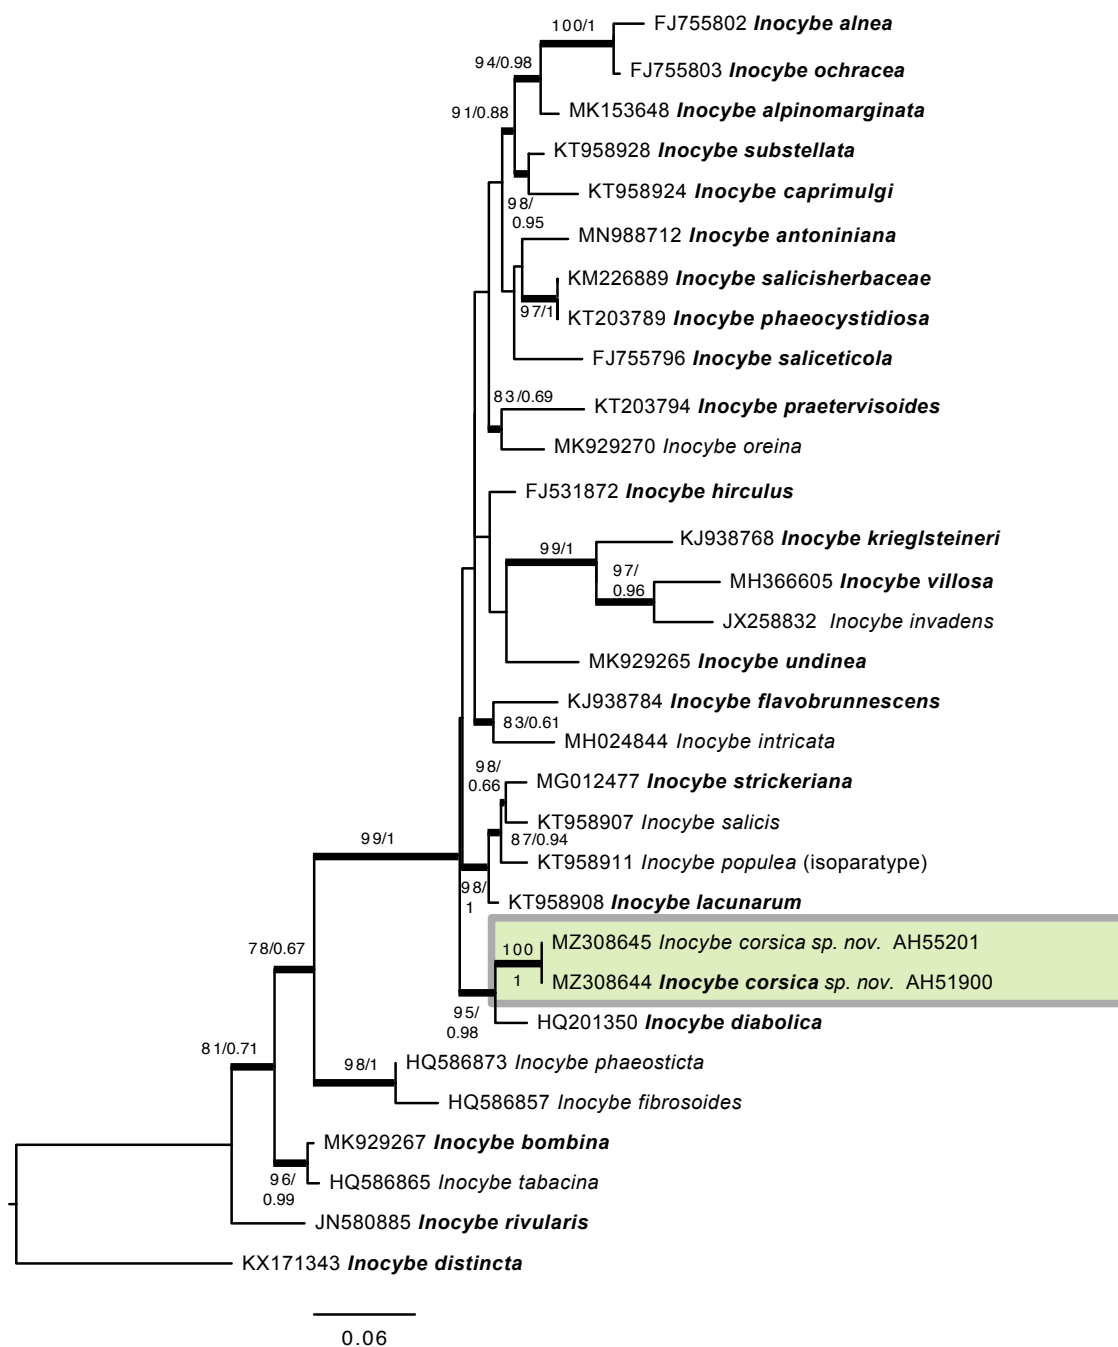 100/1
FJ755802 Inocybe alnea
94/0.98
FJ755803 Inocybe ochracea
91/0.88
MK153648 Inocybe alpinomarginata
KT958928 Inocybe substellata
KT958924 Inocybe caprimulgi
98/
0.95
MN988712 Inocybe antoniniana
KM226889 Inocybe salicisherbaceae
97/1
KT203789 Inocybe phaeocystidiosa
FJ755796 Inocybe saliceticola
83/0.69
KT203794 Inocybe praetervisoides
MK929270 Inocybe oreina
FJ531872 Inocybe hirculus
99/1
KJ938768 Inocybe krieglsteineri
97/
0.96
MH366605 Inocybe villosa
JX258832 Inocybe invadens
MK929265 Inocybe undinea
KJ938784 Inocybe flavobrunnescens
83/0.61
MH024844 Inocybe intricata
98/
0.66
MG012477 Inocybe strickeriana
KT958907 Inocybe salicis
87/0.94
99/1
KT958911 Inocybe populea (isoparatype)
98/
1
KT958908 Inocybe lacunarum
MZ308645 Inocybe corsica sp. nov. AH55201
100
1
MZ308644 Inocybe corsica sp. nov. AH51900
78/0.67
95/
0.98
HQ201350 Inocybe diabolica
81/0.71
98/1
HQ586873 Inocybe phaeosticta
HQ586857 Inocybe fibrosoides
MK929267 Inocybe bombina
96/
0.99
HQ586865 Inocybe tabacina
JN580885 Inocybe rivularis
KX171343 Inocybe distincta
0.06